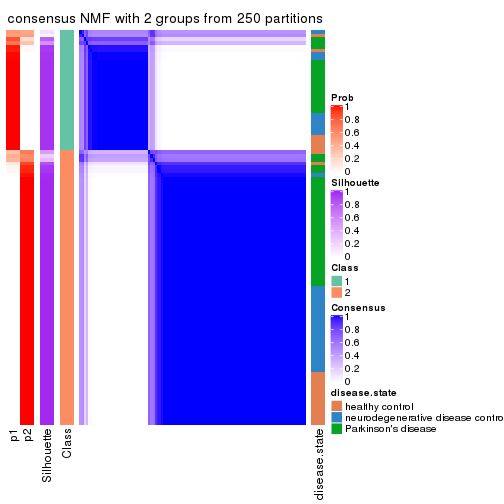 consensus NMF with 2 groups from 250 partitions
Prob
1
0.8
0.6
0.4
0.2
0
Silhouette
1
0.8
0.6
0.4
0.2
0
Class
1
2
Consensus
1
0.8
0.6
0.4
0.2
0
disease.state
healthy control
neurodegenerative disease contro
Parkinson's disease
p1
p2
Silhouette
Class
disease.state